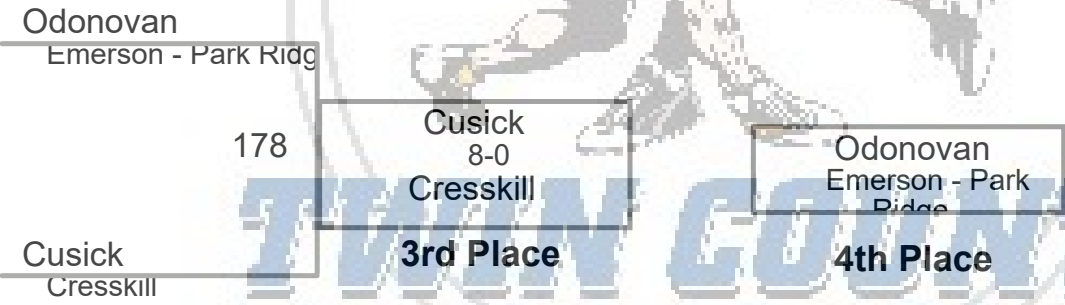 Odonovan
Emerson - Park Ridg
178
Cusick
Cresskill
Cusick
8-0
Cresskill
3rd Place
Odonovan
Emerson - Park
Ridge
4th Place
TWIN COUN